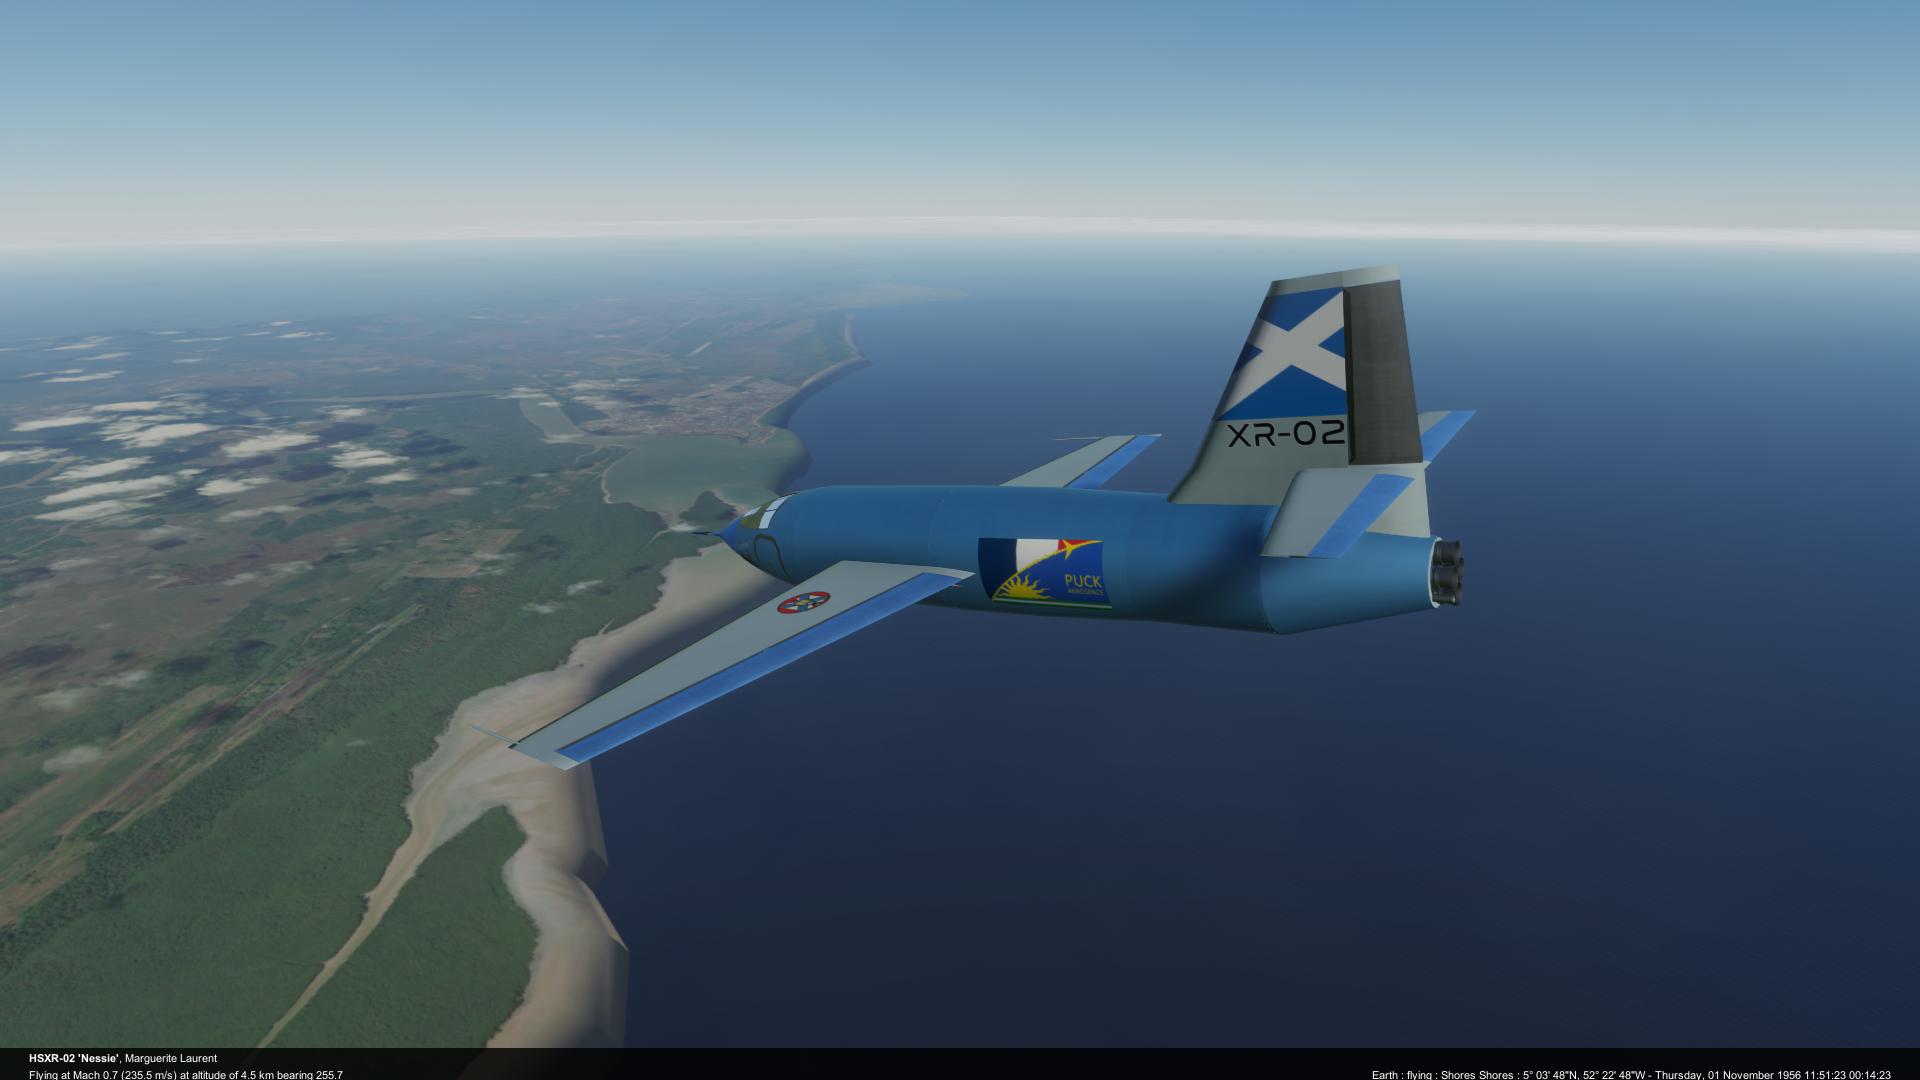 XR-02
PUCK
AEROSPACE
HSXR-02 'Nessie', Marguerite Laurent
Flying at Mach 0.7 (235.5 m/s) at altitude of 4.5 km bearing 255.7
Earth : flying : Shores Shores : 5° 03' 48"N, 52° 22' 48"W - Thursday, 01 November 1956 11:51:23 00:14:23